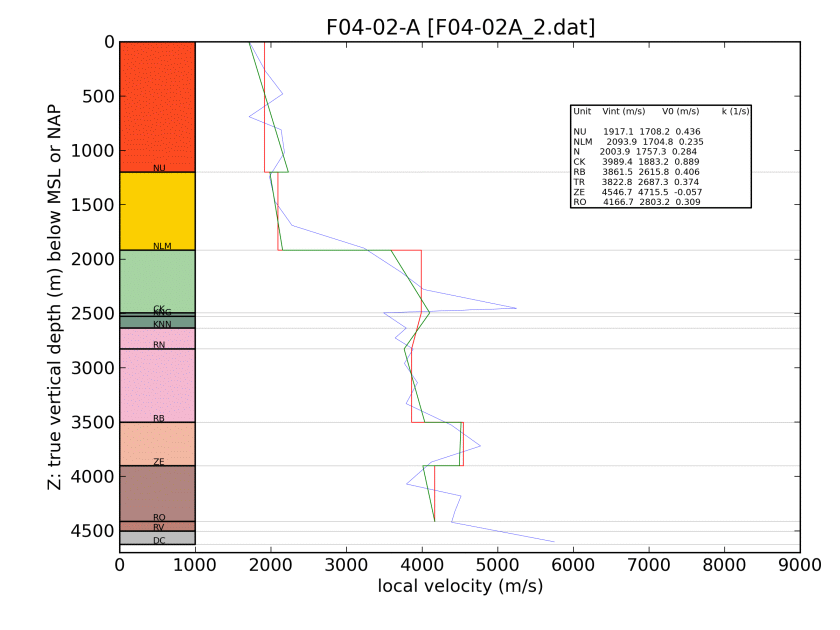 F04-02-A [F04-02A_2.dat]
Z: true vertical depth (m) below MSL or NAP
0
500
1000
1500
2000
2500
3000
3500
4000
4500
NU
NLM
CK
KNN
RN
RB
ZE
RO
RV
DC
Unit Vint (m/s) V0 (m/s) k (1/s)
NU 1917.1 1708.2 0.436
NLM 2093.9 1704.8 0.235
N 2003.9 1757.3 0.284
CK 3989.4 1883.2 0.889
RB 3861.5 2615.8 0.406
TR 3822.8 2687.3 0.374
ZE 4546.7 4715.5 -0.057
RO 4166.7 2803.2 0.309
0 1000 2000 3000 4000 5000 6000 7000 8000 9000
local velocity (m/s)